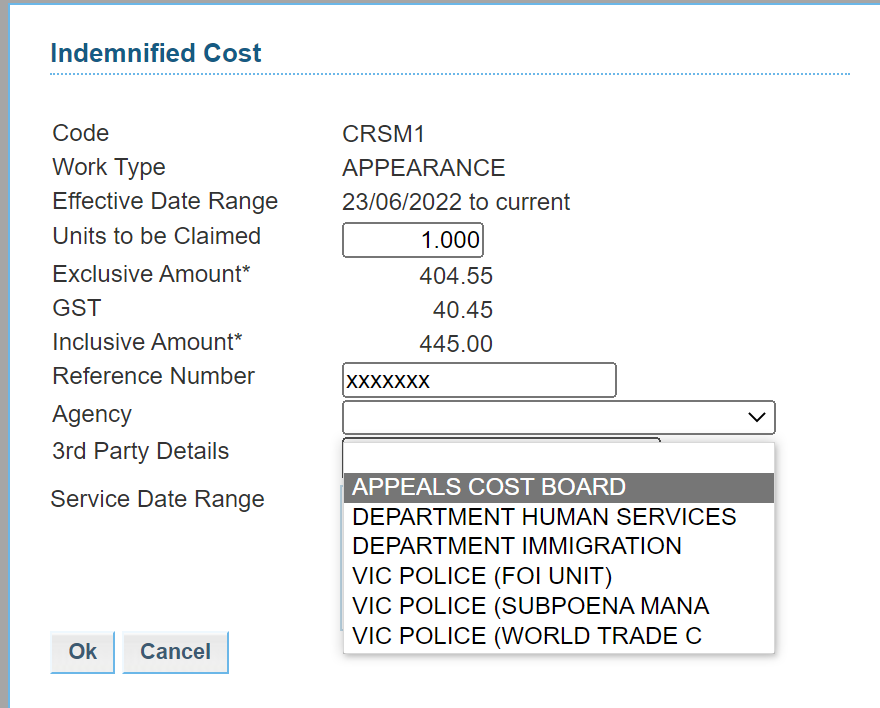 Indemnified Cost
Code CRSM1
Work Type APPEARANCE
Effective Date Range 23/06/2022 to current
Units to be Claimed 1.000
Exclusive Amount* 404.55
GST 40.45
Inclusive Amount* 445.00
Reference Number xxxxxxx
Agency
3rd Party Details
APPEALS COST BOARD
Service Date Range
DEPARTMENT HUMAN SERVICES
DEPARTMENT IMMIGRATION
VIC POLICE (FOI UNIT)
VIC POLICE (SUBPOENA MANA
VIC POLICE (WORLD TRADE C
Ok Cancel